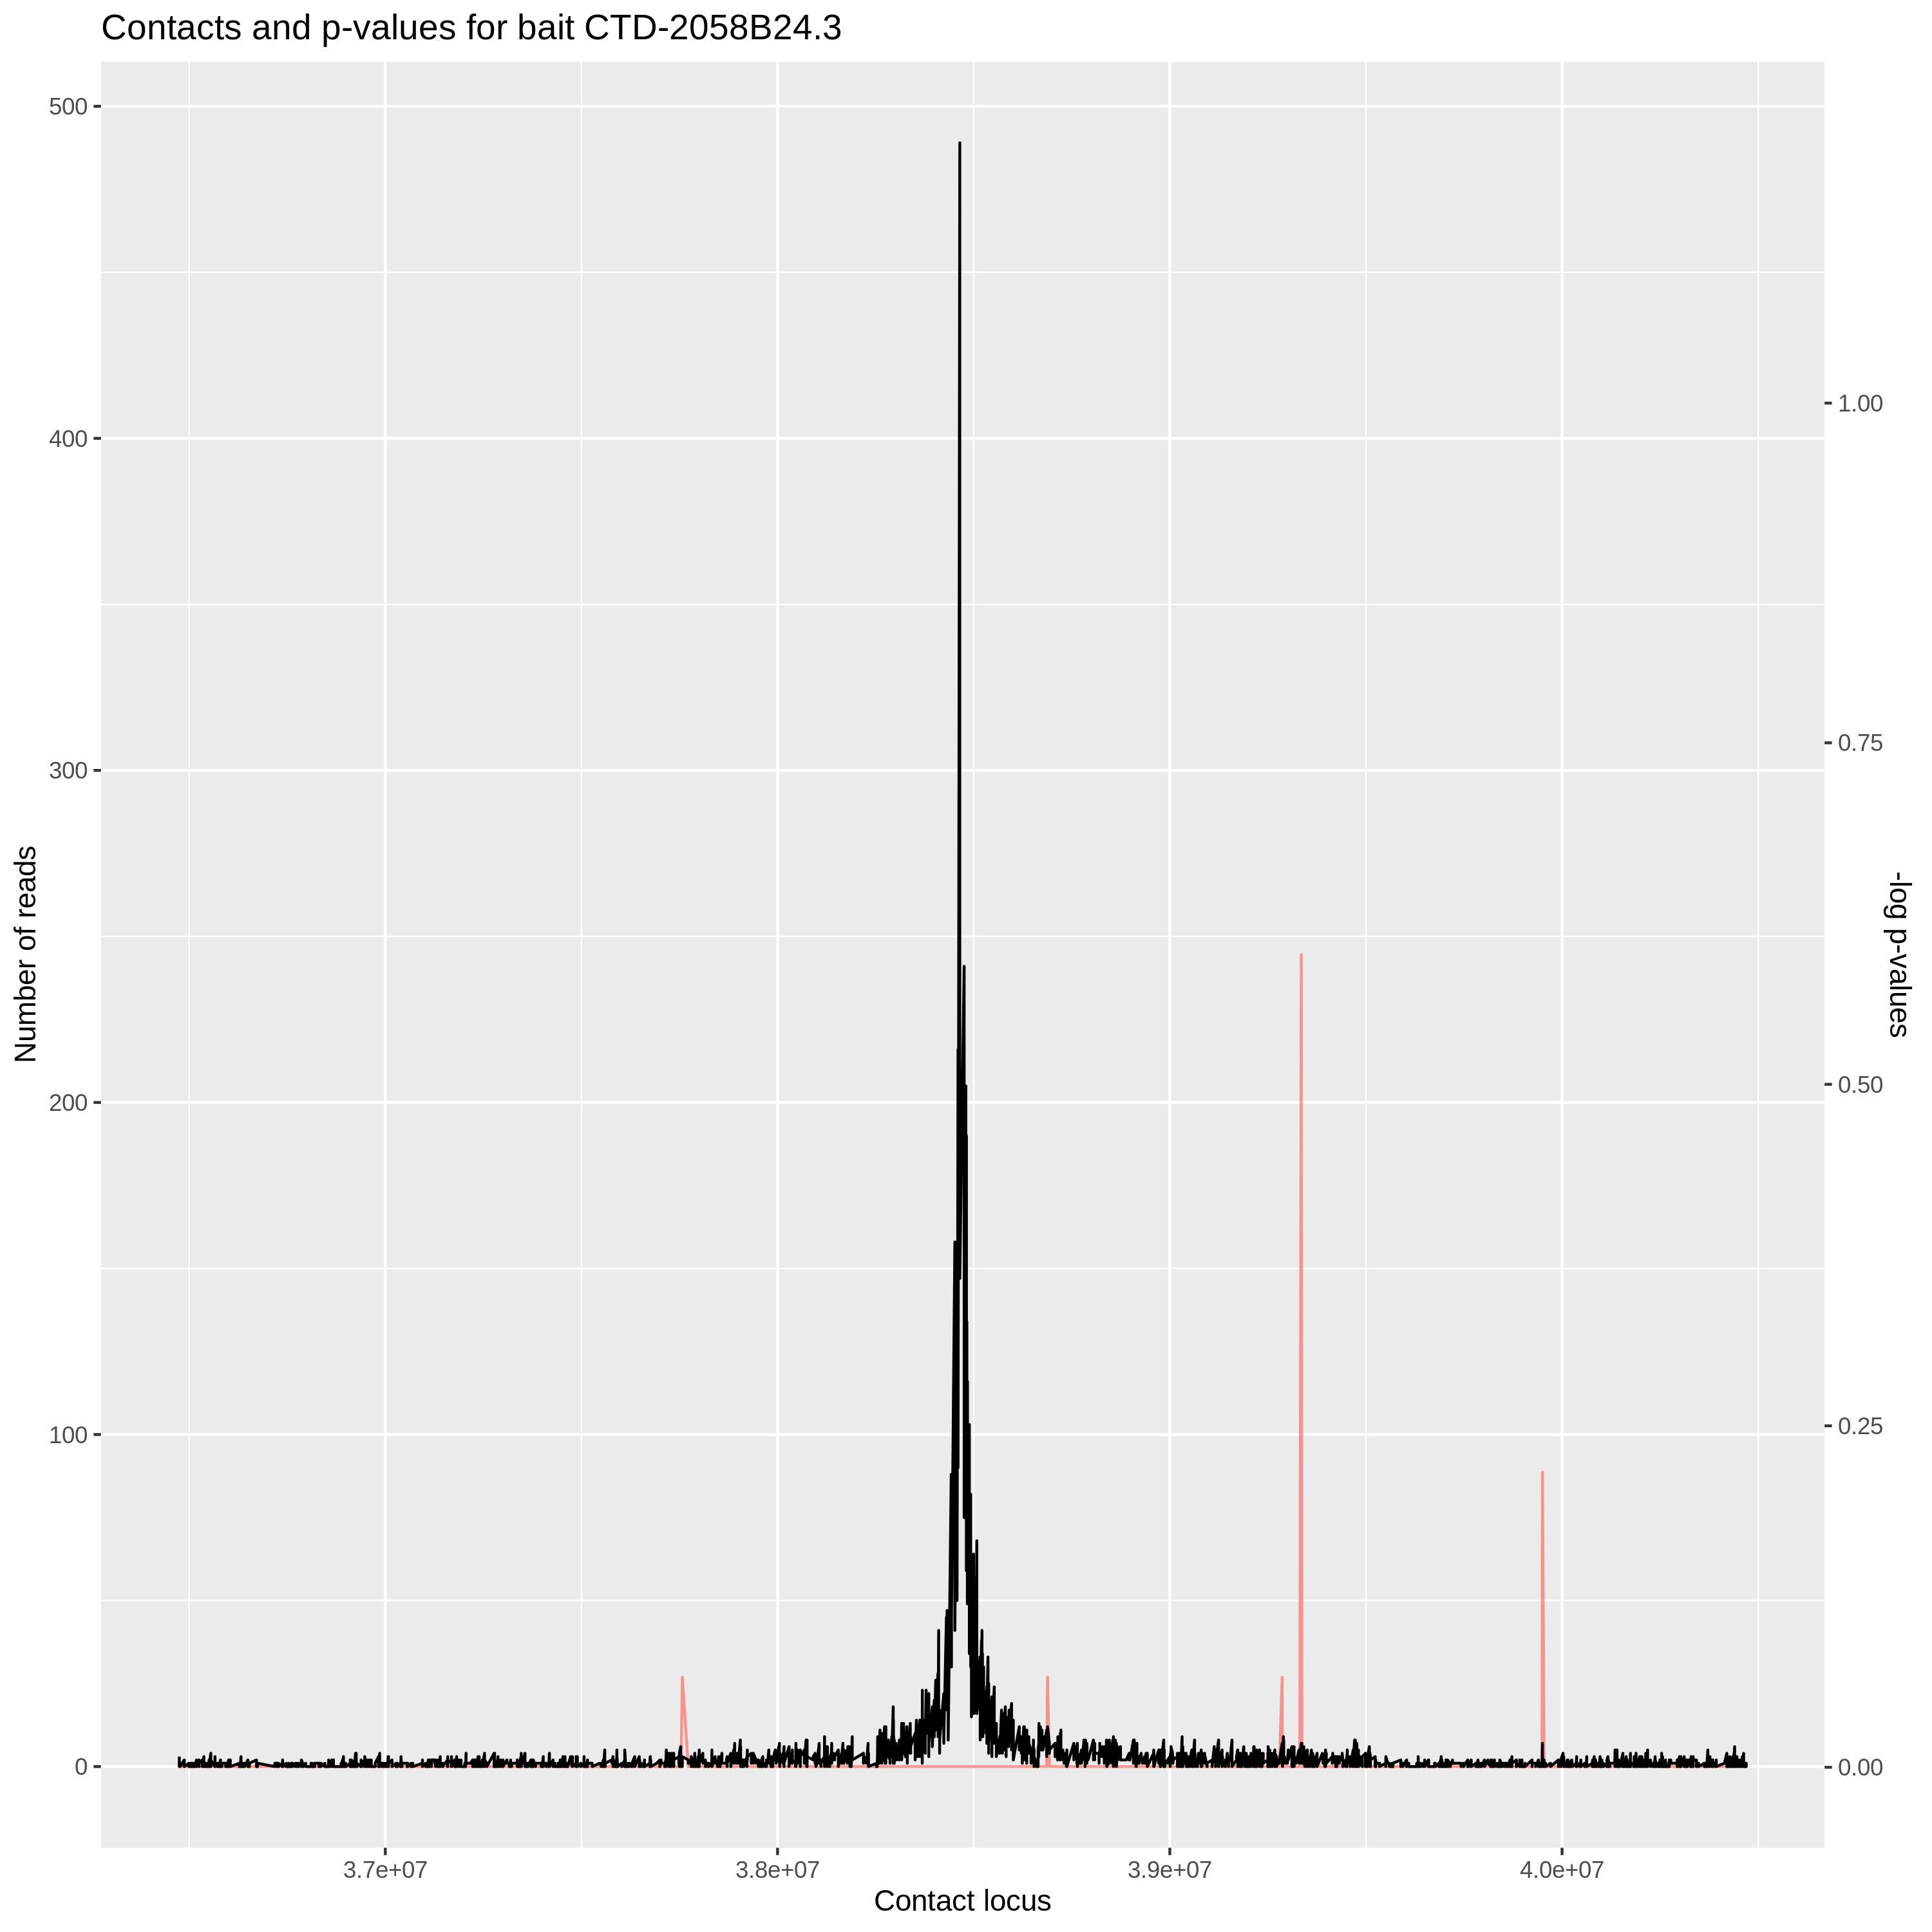 Contacts and p-values for bait CTD-2058B24.3
500
400
300
200
100
0
Number of reads
1.00
0.75
0.50
0.25
0.00
-log p-values
3.7e+07
3.8e+07
3.9e+07
4.0e+07
Contact locus